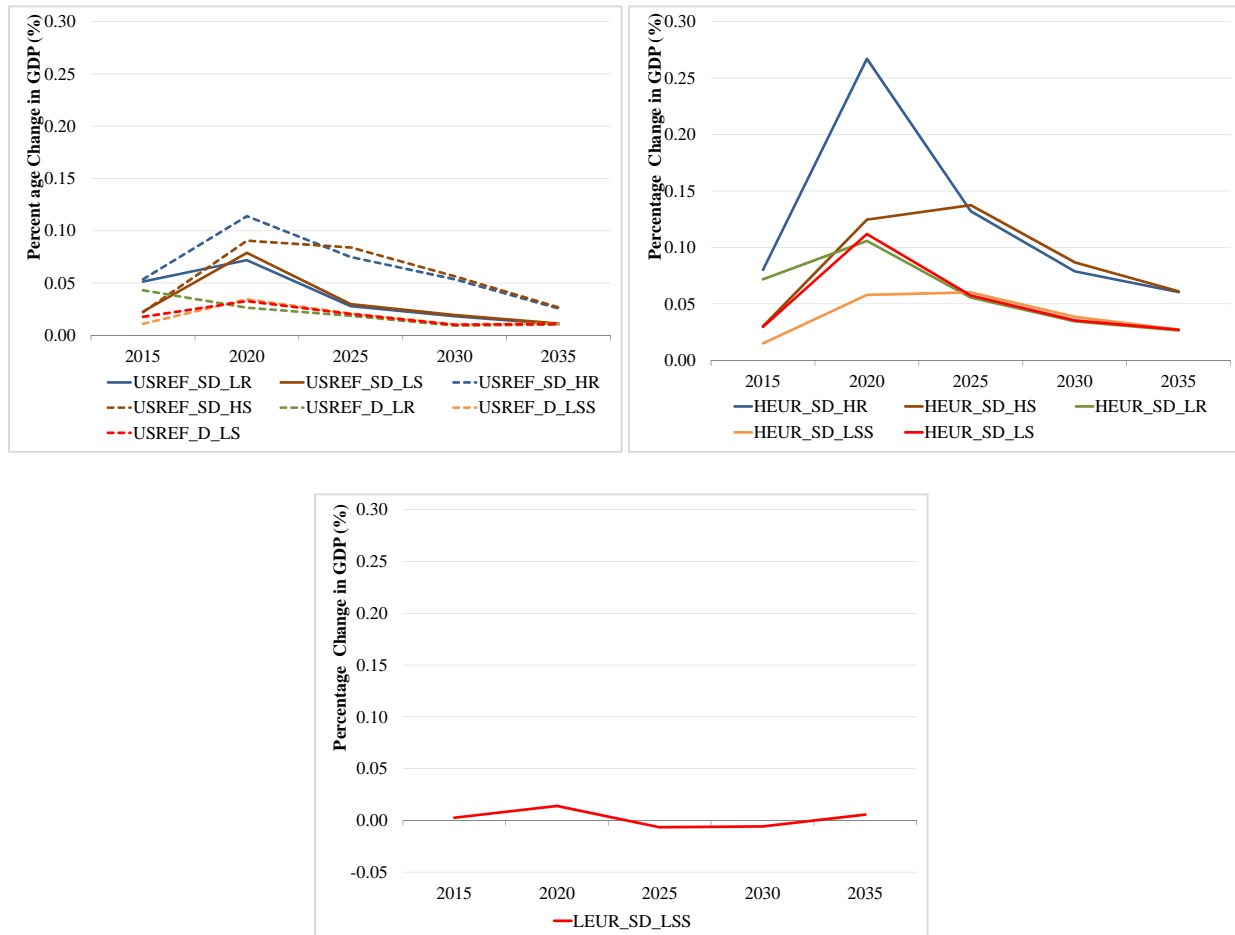 Percent age Change in GDP (%)
0.30
0.25
0.20
0.15
0.10
0.05
0.00
2015 2020 2025 2030 2035
USREF_SD_LR USREF_SD_LS USREF_SD_HR
USREF_SD_HS USREF_D_LR USREF_D_LSS
USREF_D_LS
Percentage Change in GDP (%)
0.30
0.25
0.20
0.15
0.10
0.05
0.00
2015 2020 2025 2030 2035
HEUR_SD_HR HEUR_SD_HS HEUR_SD_LR
HEUR_SD_LSS HEUR_SD_LS
Percentage Change in GDP (%)
0.30
0.25
0.20
0.15
0.10
0.05
0.00
-0.05
2015 2020 2025 2030 2035
LEUR_SD_LSS